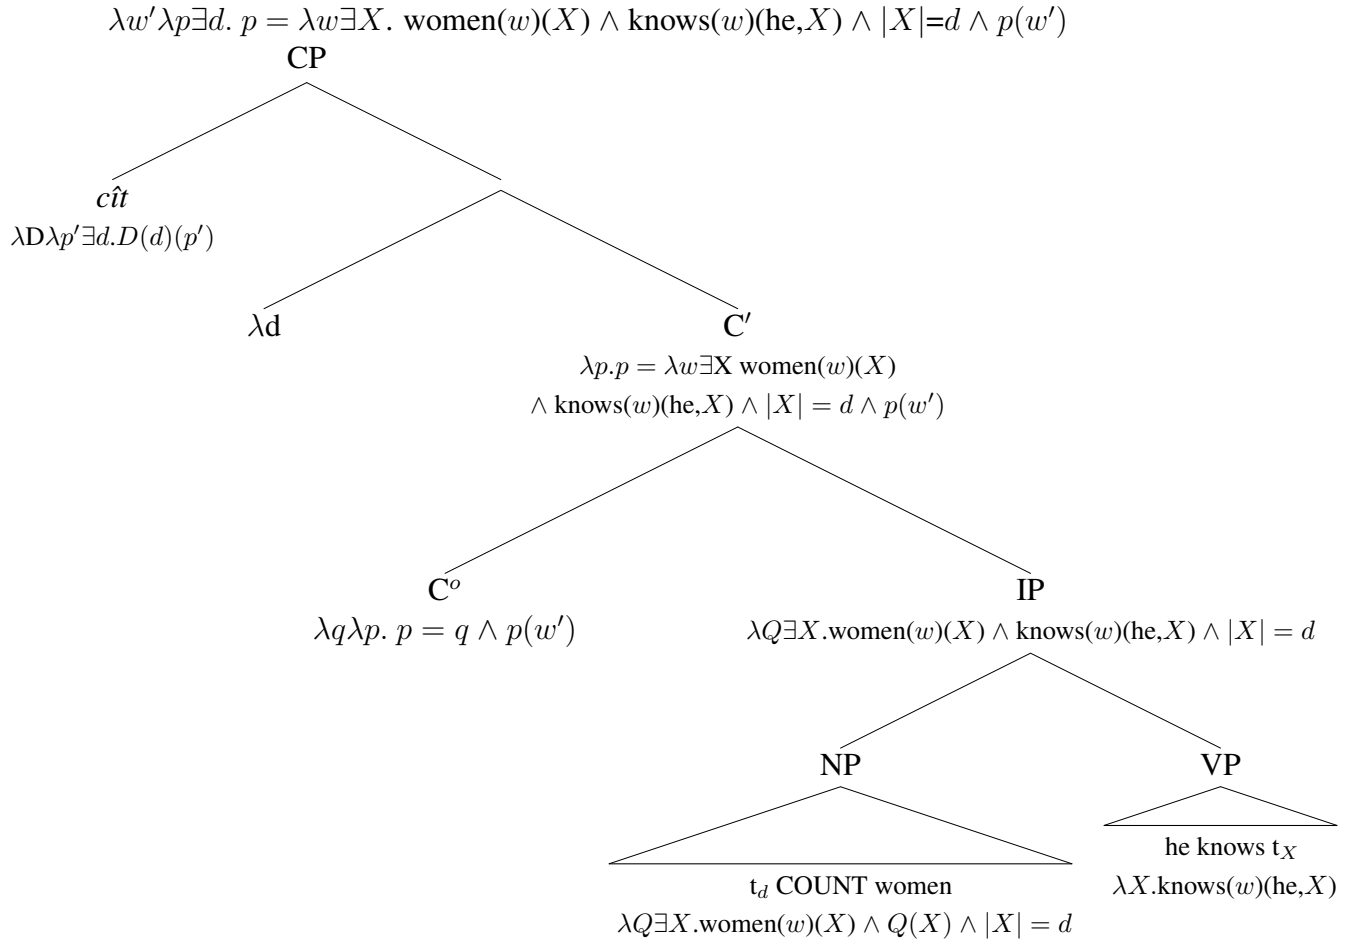 λw′λp∃d. p = λw∃X. women(w)(X) ∧ knows(w)(he,X) ∧ |X|=d ∧ p(w′)
CP
cît
λDλp′∃d.D(d)(p′)
λd
C′
λp.p = λw∃X women(w)(X)
∧ knows(w)(he,X) ∧ |X| = d ∧ p(w′)
Cᵒ
λqλp. p = q ∧ p(w′)
IP
λQ∃X.women(w)(X) ∧ knows(w)(he,X) ∧ |X| = d
NP
VP
t_d COUNT women
λQ∃X.women(w)(X) ∧ Q(X) ∧ |X| = d
he knows t_X
λX.knows(w)(he,X)